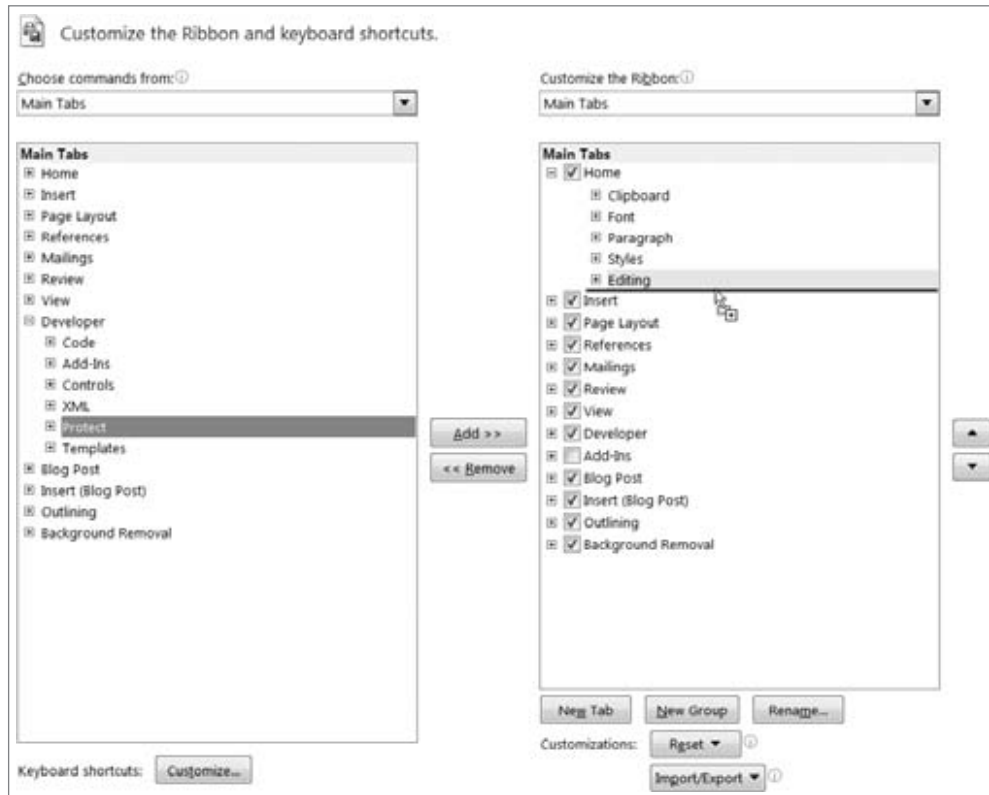 Customize the Ribbon and keyboard shortcuts.
Choose commands from:
Main Tabs
Main Tabs
Home
Insert
Page Layout
References
Mailings
Review
View
Developer
Code
Add-Ins
Controls
XML
Protect
Templates
Blog Post
Insert (Blog Post)
Outlining
Background Removal
Keyboard shortcuts: Customize...
Add >>
<< Remove
Customize the Ribbon:
Main Tabs
Main Tabs
Home
Clipboard
Font
Paragraph
Styles
Editing
Insert
Page Layout
References
Mailings
Review
View
Developer
Add-Ins
Blog Post
Insert (Blog Post)
Outlining
Background Removal
New Tab New Group Rename...
Customizations: Reset
Import/Export